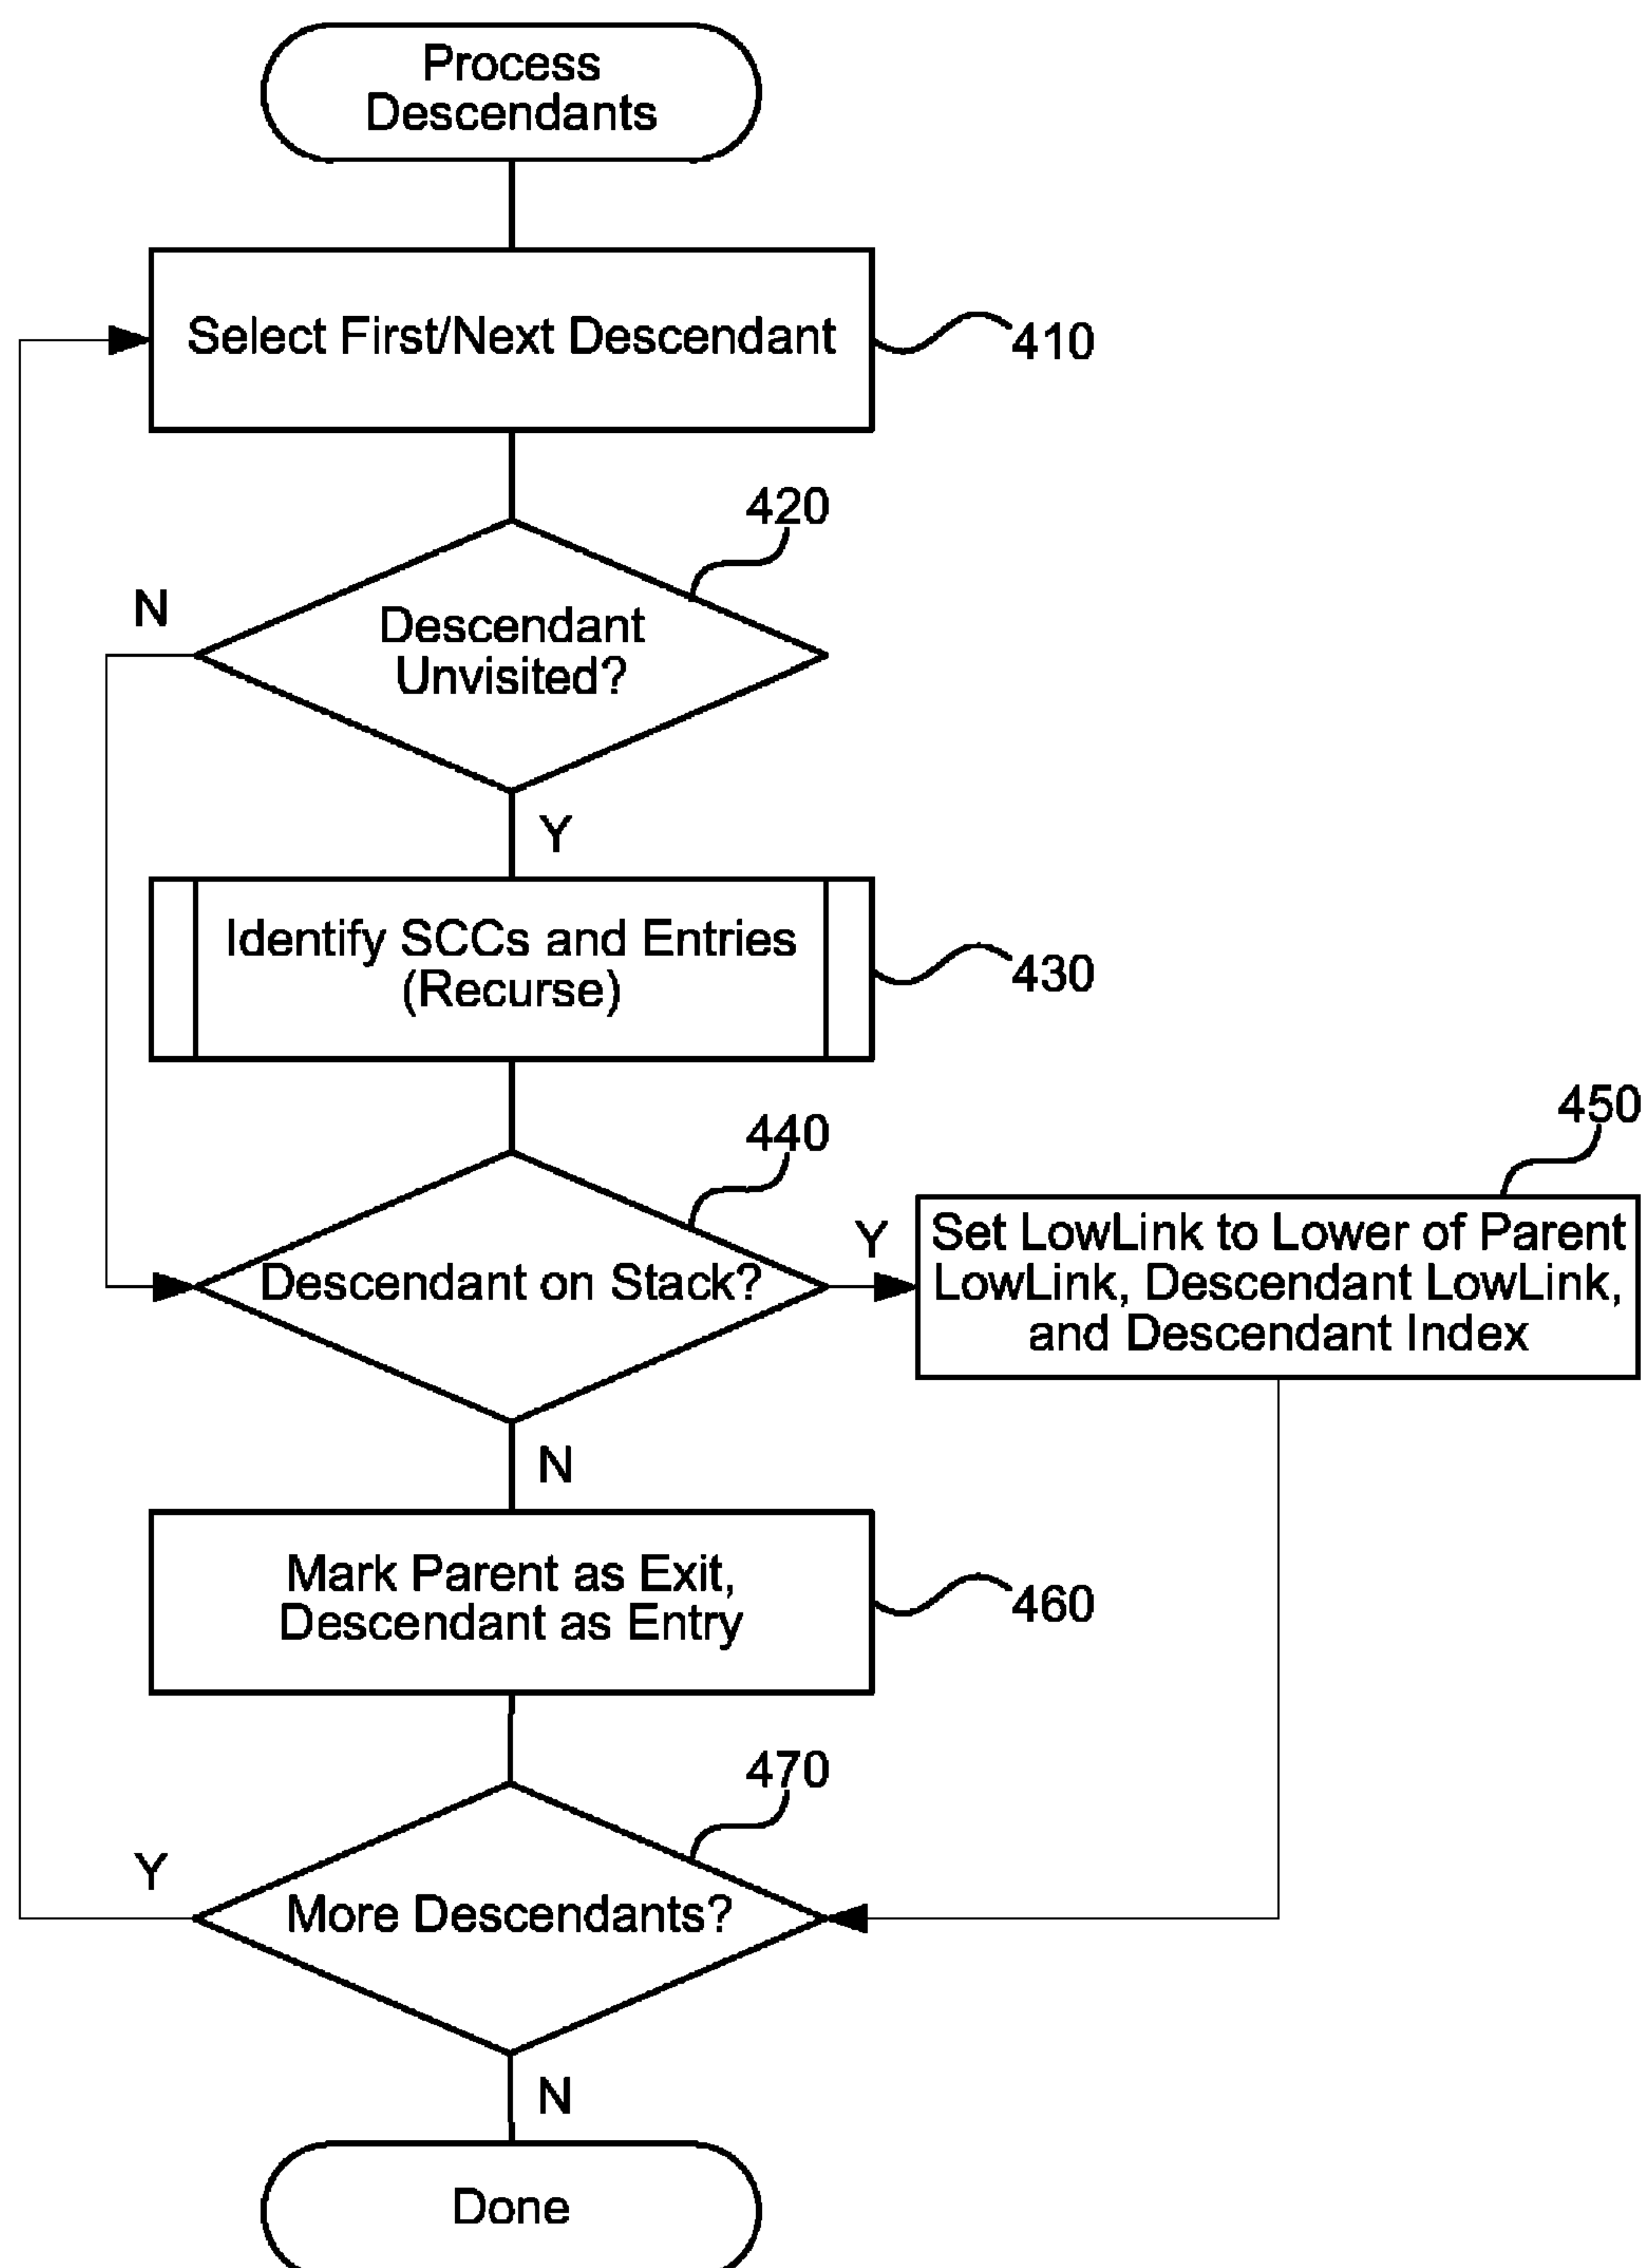 Process
Descendants
Select First/Next Descendant
410
420
N
Descendant
Unvisited?
Y
Identify SCCs and Entries
(Recurse)
430
440
Descendant on Stack?
Y
450
Set LowLink to Lower of Parent
LowLink, Descendant LowLink,
and Descendant Index
N
Mark Parent as Exit,
Descendant as Entry
460
470
Y
More Descendants?
N
Done